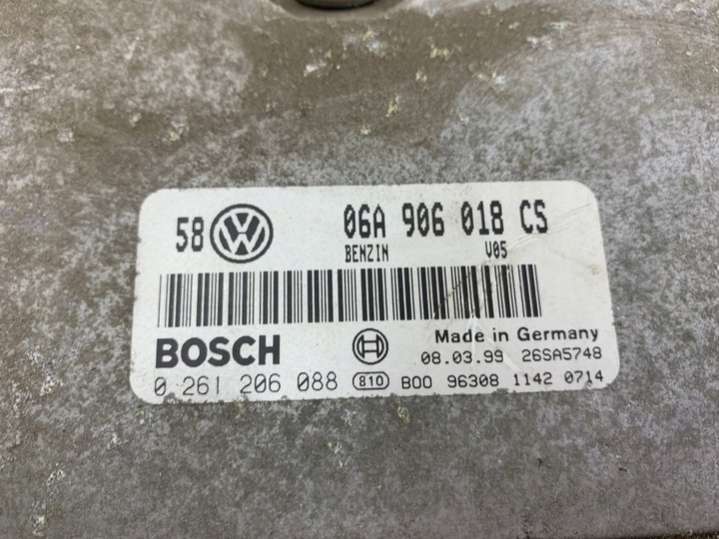 58 VW 06A 906 018 CS
BENZIN V05
BOSCH Made in Germany
08.03.99 26SA5748
0 261 206 088 810 B00 96308 1142 0714